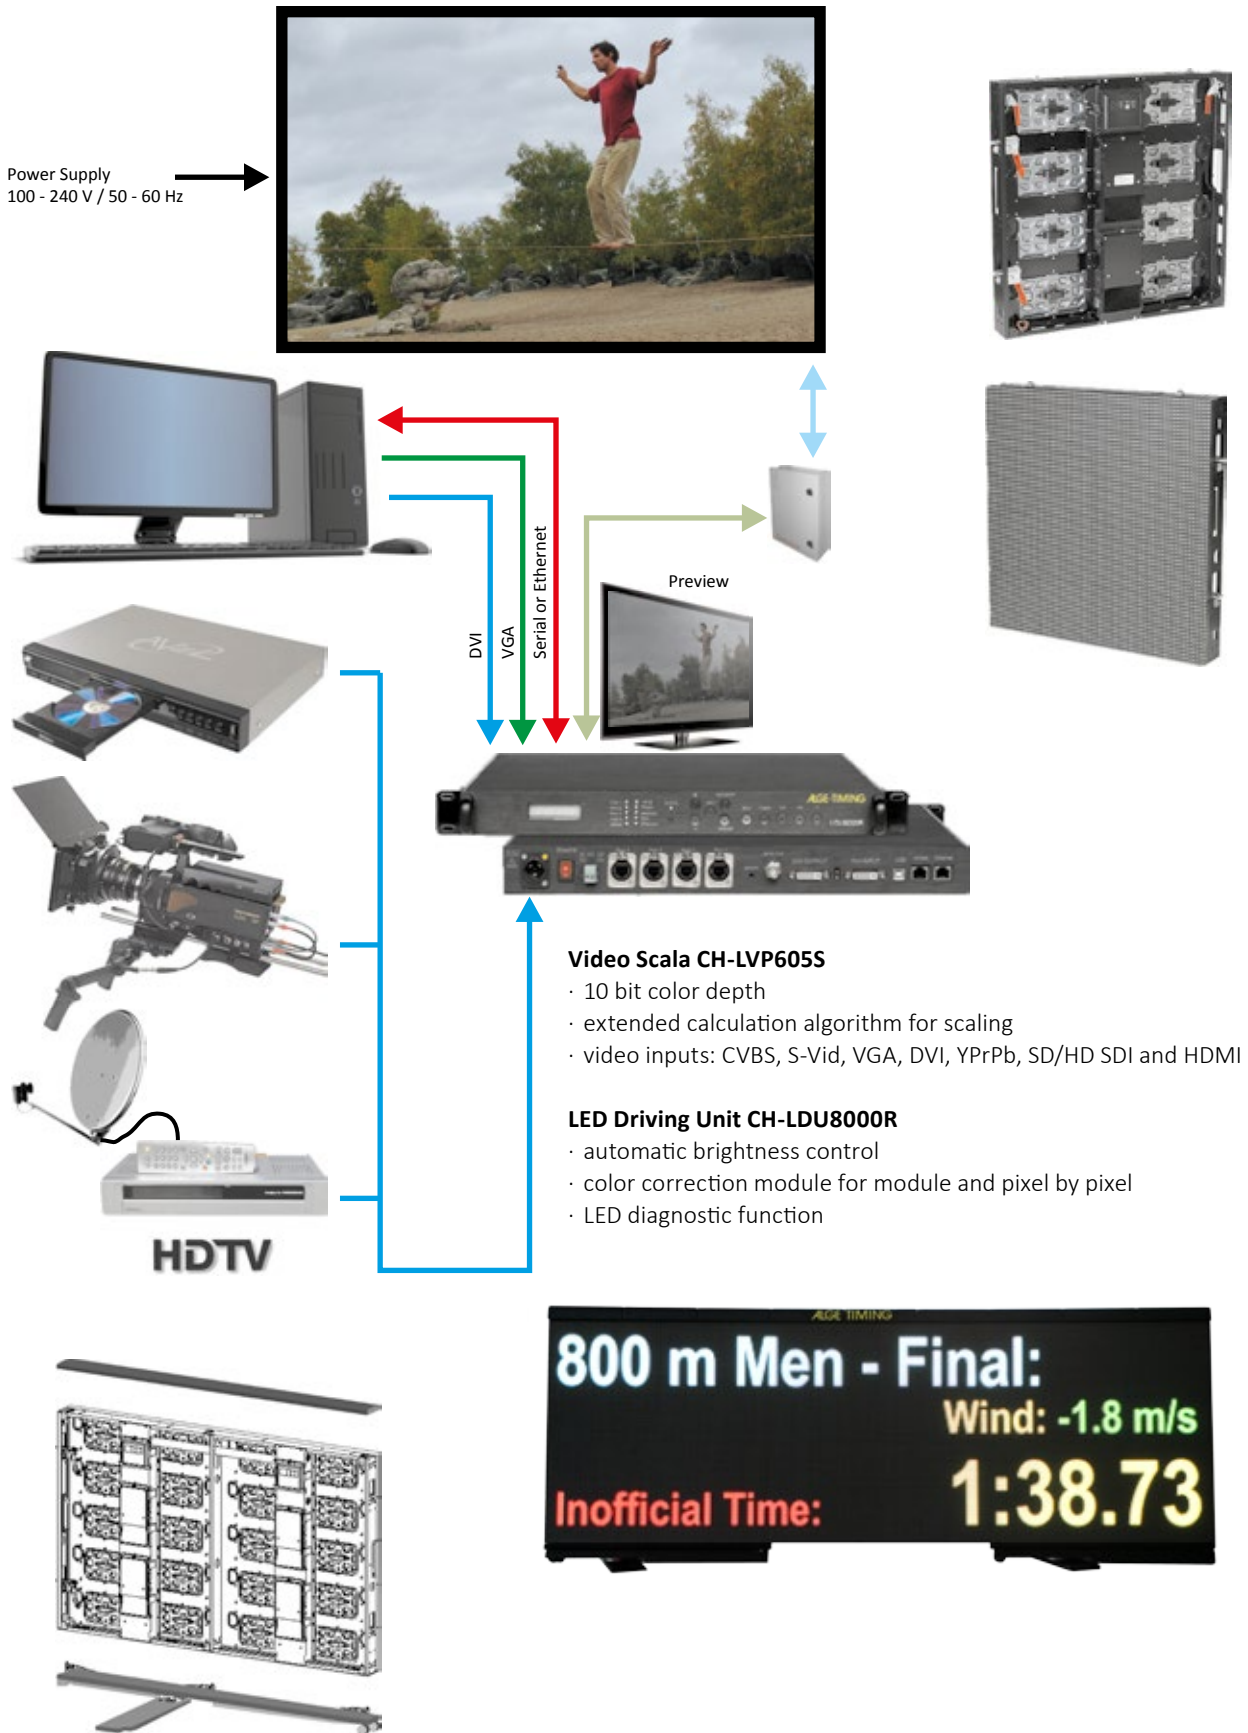 Power Supply
100 - 240 V / 50 - 60 Hz
DVI
VGA
Serial or Ethernet
Preview
ALGE-TIMING
Video Scala CH-LVP605S
· 10 bit color depth
· extended calculation algorithm for scaling
· video inputs: CVBS, S-Vid, VGA, DVI, YPrPb, SD/HD SDI and HDMI
LED Driving Unit CH-LDU8000R
· automatic brightness control
· color correction module for module and pixel by pixel
· LED diagnostic function
HDTV
ALGE TIMING
800 m Men - Final:
Wind: -1.8 m/s
Inofficial Time: 1:38.73